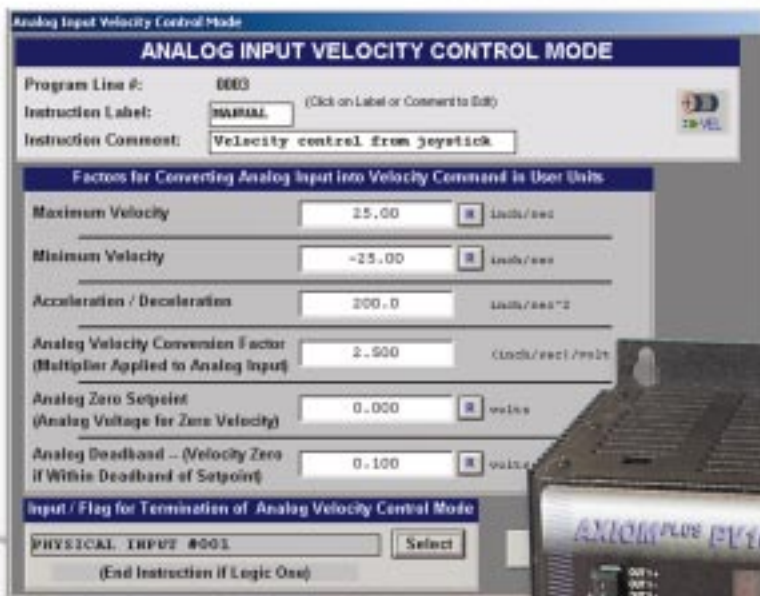 Analog Input Velocity Control Mode
ANALOG INPUT VELOCITY CONTROL MODE
Program Line #: 0003
Instruction Label: MANUAL (Click on Label or Comment to Edit)
Instruction Comment: Velocity control from joystick
VEL
Factors for Converting Analog Input into Velocity Command in User Units
Maximum Velocity 25.00 R inch/sec
Minimum Velocity -25.00 R inch/sec
Acceleration / Deceleration 200.0 inch/sec^2
Analog Velocity Conversion Factor
(Multiplier Applied to Analog Input) 2.500 (inch/sec)/volt
Analog Zero Setpoint
(Analog Voltage for Zero Velocity) 0.000 R volts
Analog Deadband -- (Velocity Zero
if Within Deadband of Setpoint) 0.100 R volts
Input / Flag for Termination of Analog Velocity Control Mode
PHYSICAL INPUT #001 Select
(End Instruction if Logic One)
AXIOM PLUS